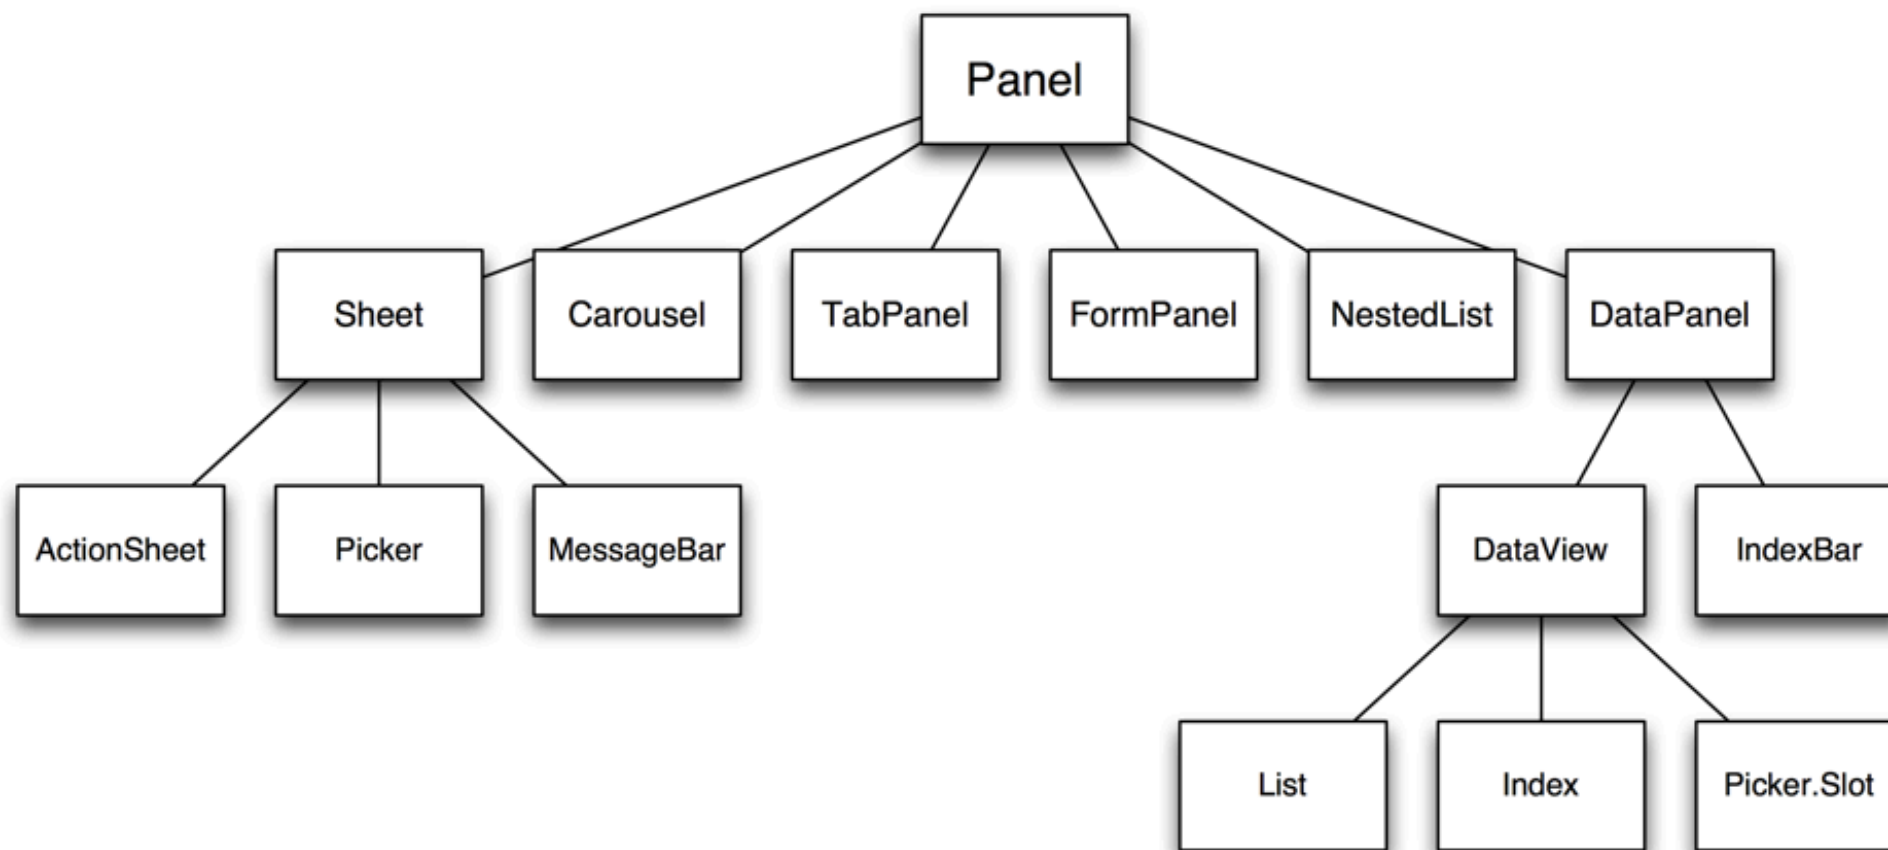 Panel
Sheet
Carousel
TabPanel
FormPanel
NestedList
DataPanel
ActionSheet
Picker
MessageBar
DataView
IndexBar
List
Index
Picker.Slot